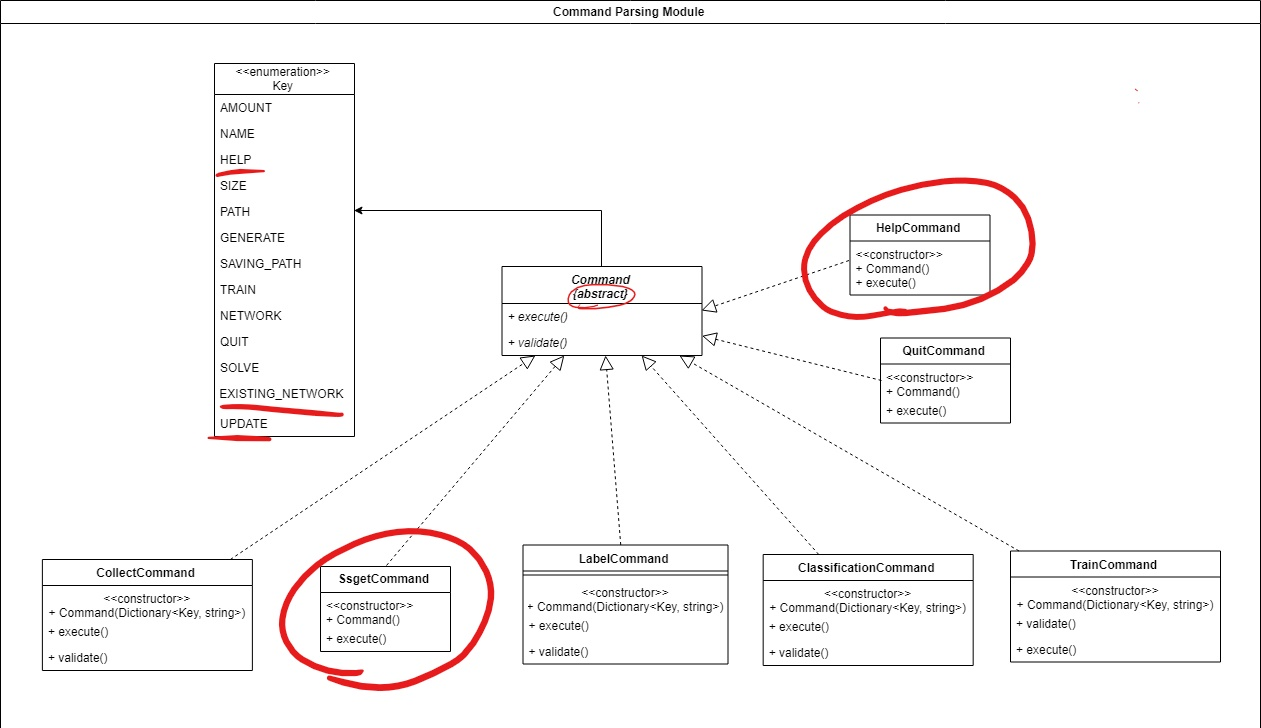 Command Parsing Module
<<enumeration>>
Key
AMOUNT
NAME
HELP
SIZE
PATH
GENERATE
SAVING_PATH
TRAIN
NETWORK
QUIT
SOLVE
EXISTING_NETWORK
UPDATE
Command
{abstract}
+ execute()
+ validate()
HelpCommand
<<constructor>>
+ Command()
+ execute()
QuitCommand
<<constructor>>
+ Command()
+ execute()
CollectCommand
<<constructor>>
+ Command(Dictionary<Key, string>)
+ execute()
+ validate()
SsgetCommand
<<constructor>>
+ Command()
+ execute()
LabelCommand
<<constructor>>
+ Command(Dictionary<Key, string>)
+ execute()
+ validate()
ClassificationCommand
<<constructor>>
+ Command(Dictionary<Key, string>)
+ execute()
+ validate()
TrainCommand
<<constructor>>
+ Command(Dictionary<Key, string>)
+ validate()
+ execute()